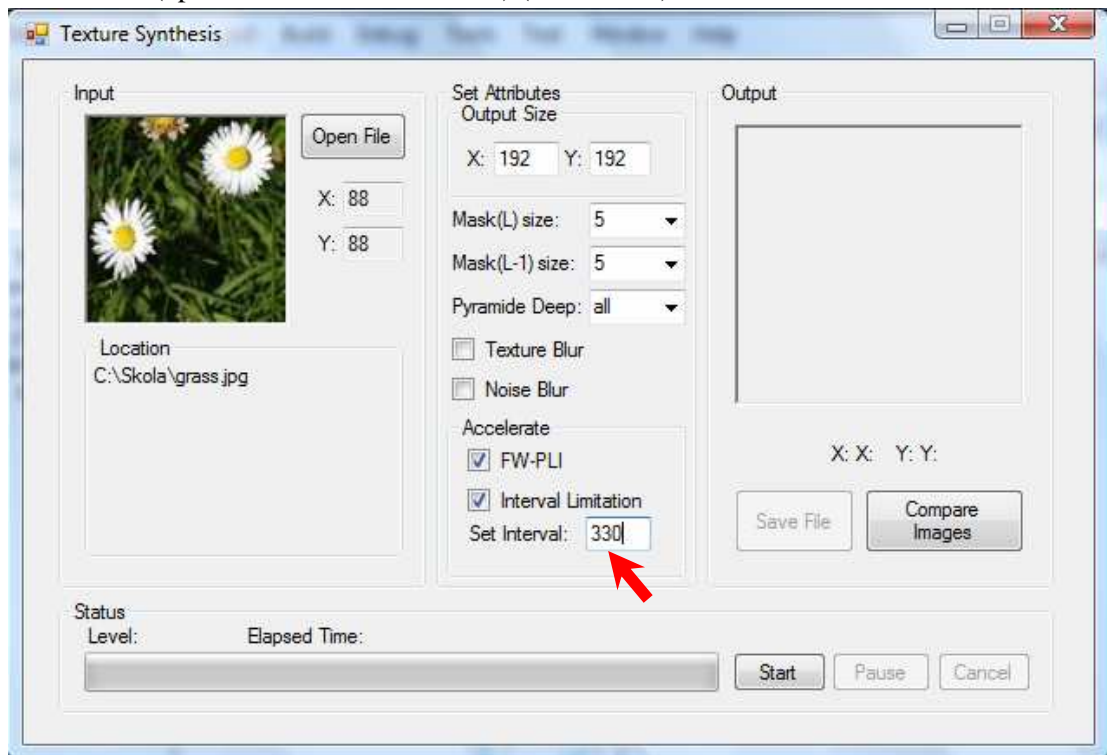 Texture Synthesis
Input
Open File
X: 88
Y: 88
Location
C:\Skola\grass.jpg
Set Attributes
Output Size
X: 192 Y: 192
Mask(L) size: 5
Mask(L-1) size: 5
Pyramide Deep: all
Texture Blur
Noise Blur
Accelerate
FW-PLI
Interval Limitation
Set Interval: 330
Output
X: X: Y: Y:
Save File
Compare
Images
Status
Level: Elapsed Time:
Start Pause Cancel